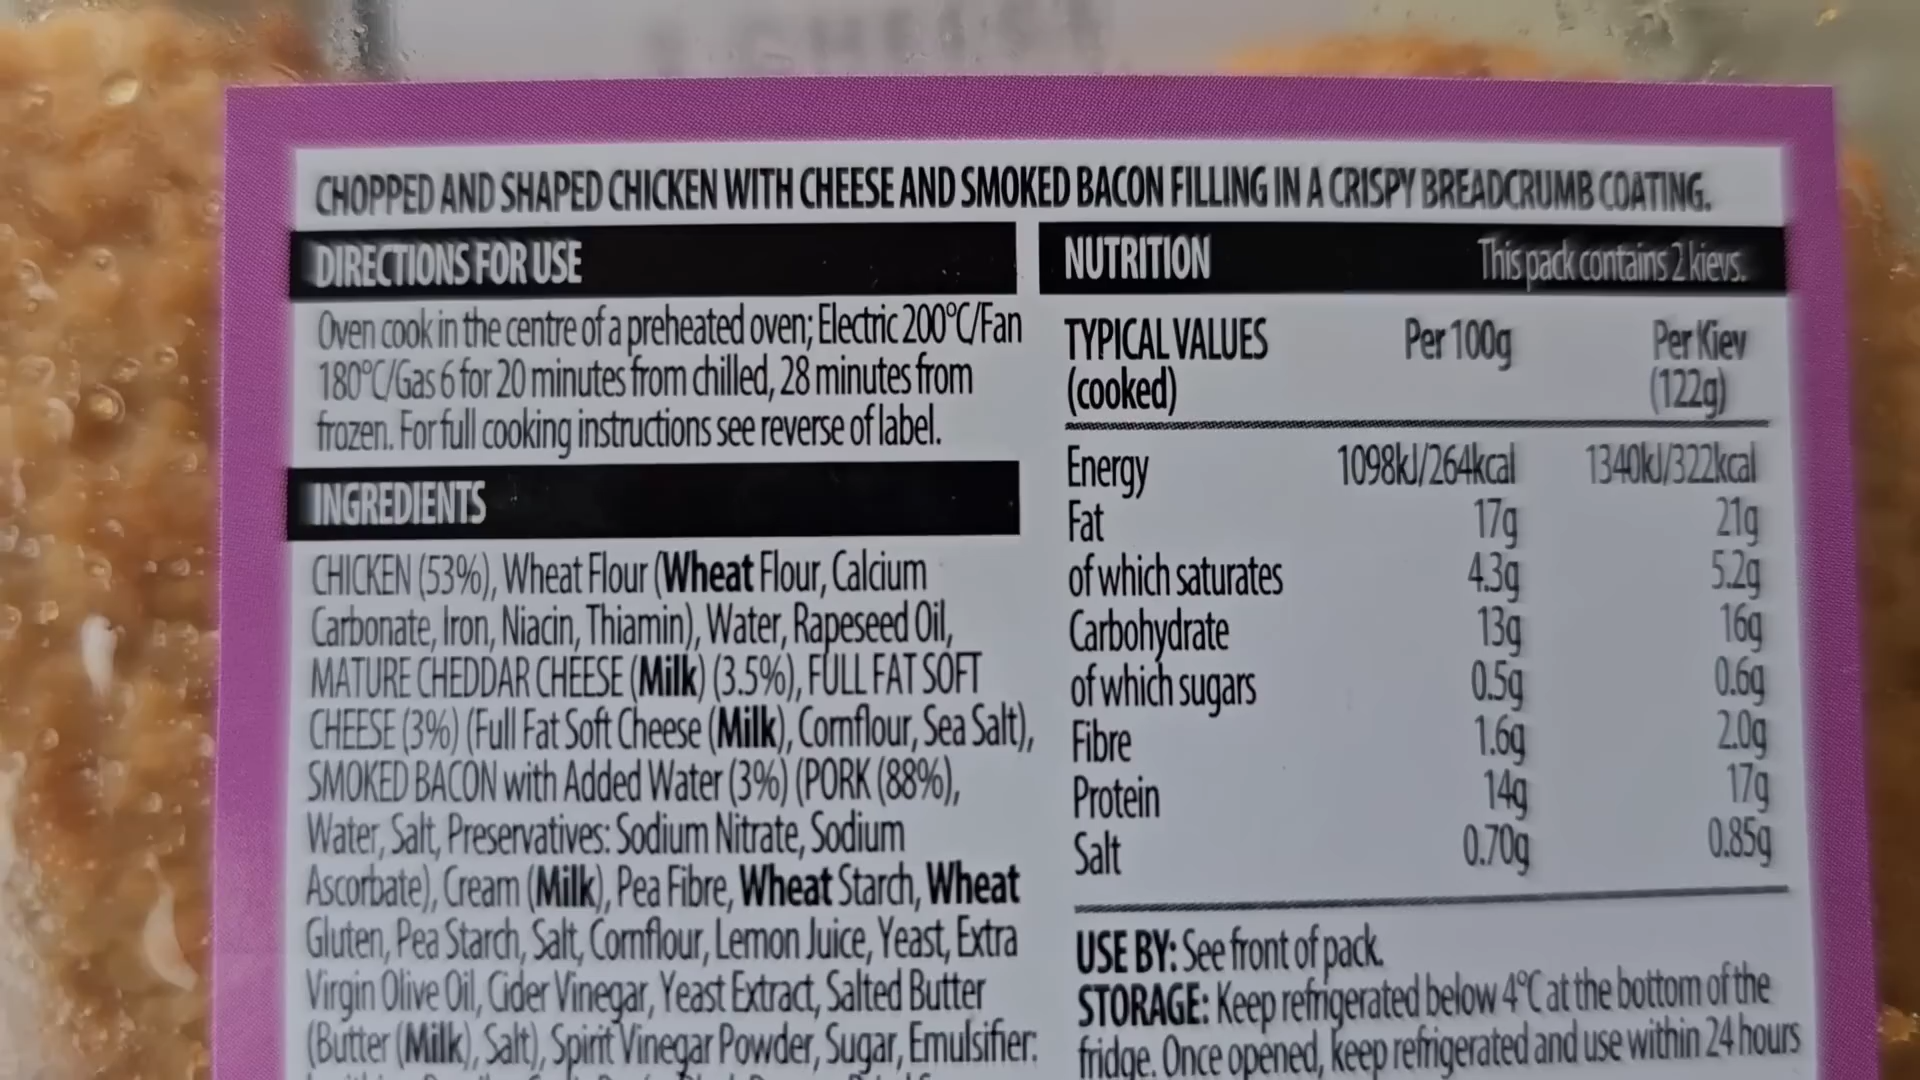 CHOPPED AND SHAPED CHICKEN WITH CHEESE AND SMOKED BACON FILLING IN A CRISPY BREADCRUMB COATING.
DIRECTIONS FOR USE
Oven cook in the centre of a preheated oven; Electric 200°C/Fan
180°C/Gas 6 for 20 minutes from chilled, 28 minutes from
frozen. For full cooking instructions see reverse of label.
INGREDIENTS
CHICKEN (53%), Wheat Flour (Wheat Flour, Calcium
Carbonate, Iron, Niacin, Thiamin), Water, Rapeseed Oil,
MATURE CHEDDAR CHEESE (Milk) (3.5%), FULL FAT SOFT
CHEESE (3%) (Full Fat Soft Cheese (Milk), Cornflour, Sea Salt),
SMOKED BACON with Added Water (3%) (PORK (88%),
Water, Salt, Preservatives: Sodium Nitrate, Sodium
Ascorbate), Cream (Milk), Pea Fibre, Wheat Starch, Wheat
Gluten, Pea Starch, Salt, Cornflour, Lemon Juice, Yeast, Extra
Virgin Olive Oil, Cider Vinegar, Yeast Extract, Salted Butter
(Butter (Milk), Salt), Spirit Vinegar Powder, Sugar, Emulsifier:
NUTRITION This pack contains 2 kievs.
TYPICAL VALUES Per 100g Per Kiev
(cooked) (122g)
Energy 1098kJ/264kcal 1340kJ/322kcal
Fat 17g 21g
of which saturates 4.3g 5.2g
Carbohydrate 13g 16g
of which sugars 0.5g 0.6g
Fibre 1.6g 2.0g
Protein 14g 17g
Salt 0.70g 0.85g
USE BY: See front of pack.
STORAGE: Keep refrigerated below 4°C at the bottom of the
fridge. Once opened, keep refrigerated and use within 24 hours